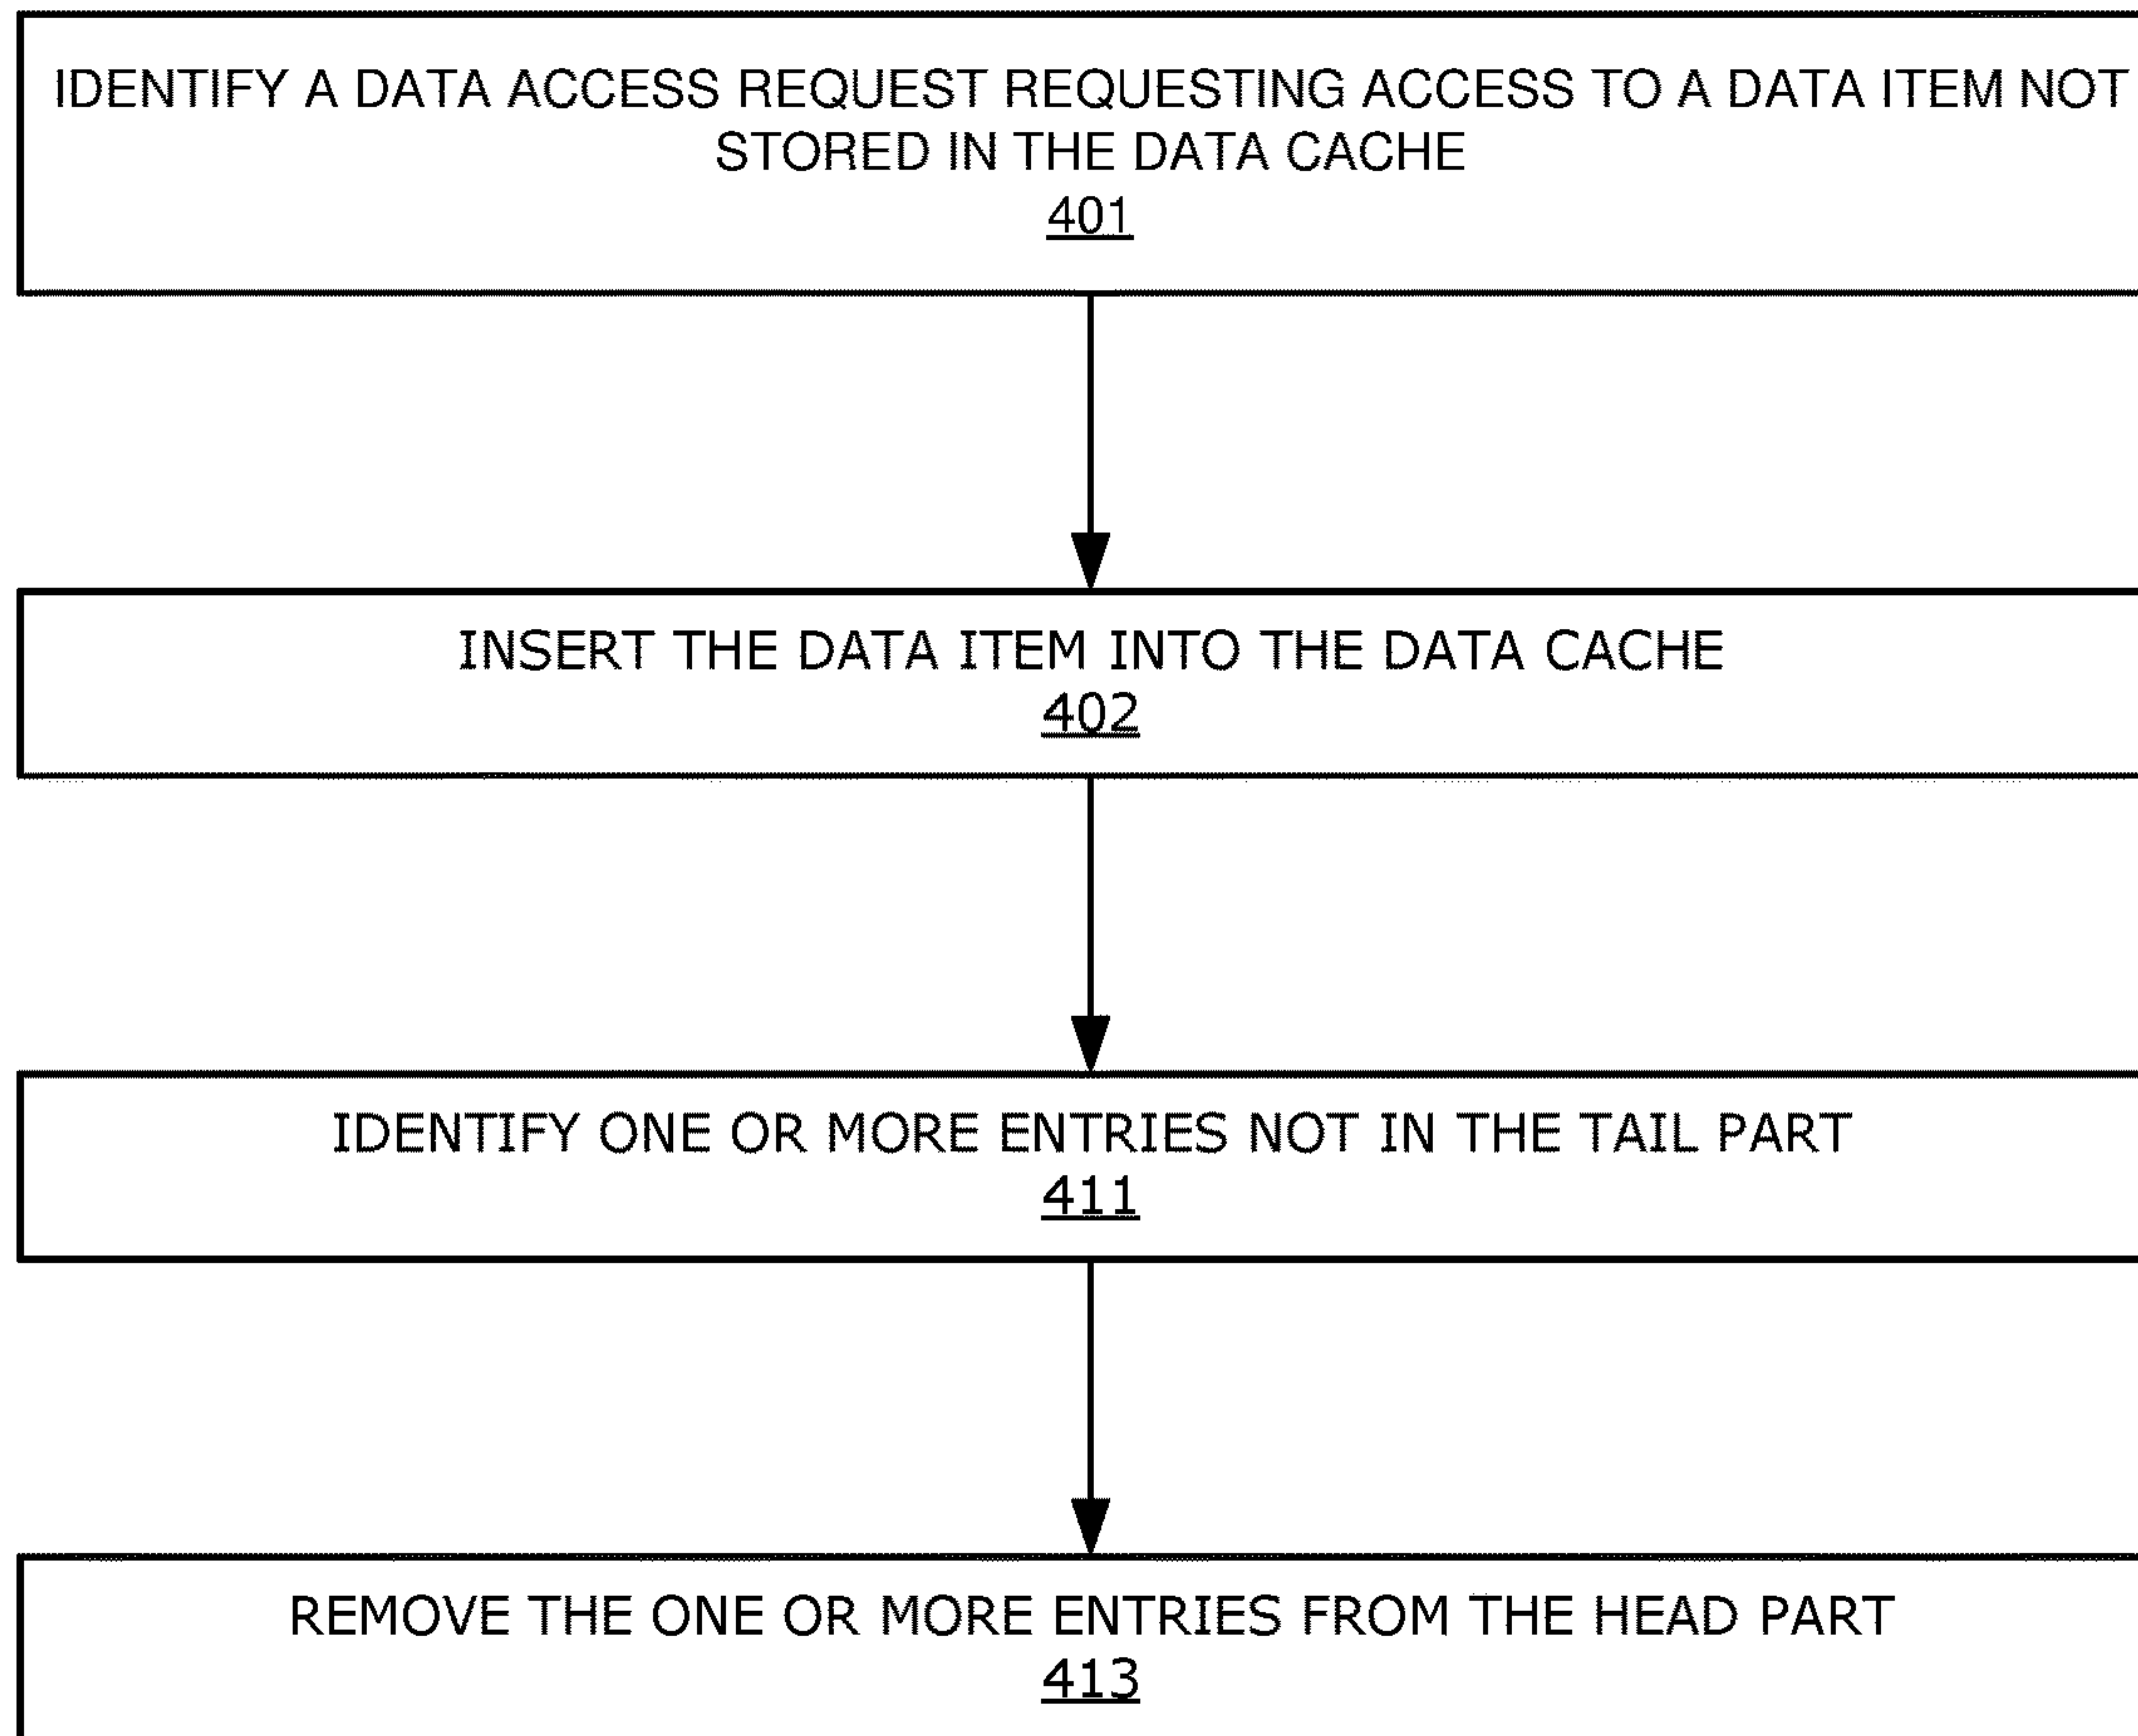 IDENTIFY A DATA ACCESS REQUEST REQUESTING ACCESS TO A DATA ITEM NOT
STORED IN THE DATA CACHE
401
INSERT THE DATA ITEM INTO THE DATA CACHE
402
IDENTIFY ONE OR MORE ENTRIES NOT IN THE TAIL PART
411
REMOVE THE ONE OR MORE ENTRIES FROM THE HEAD PART
413